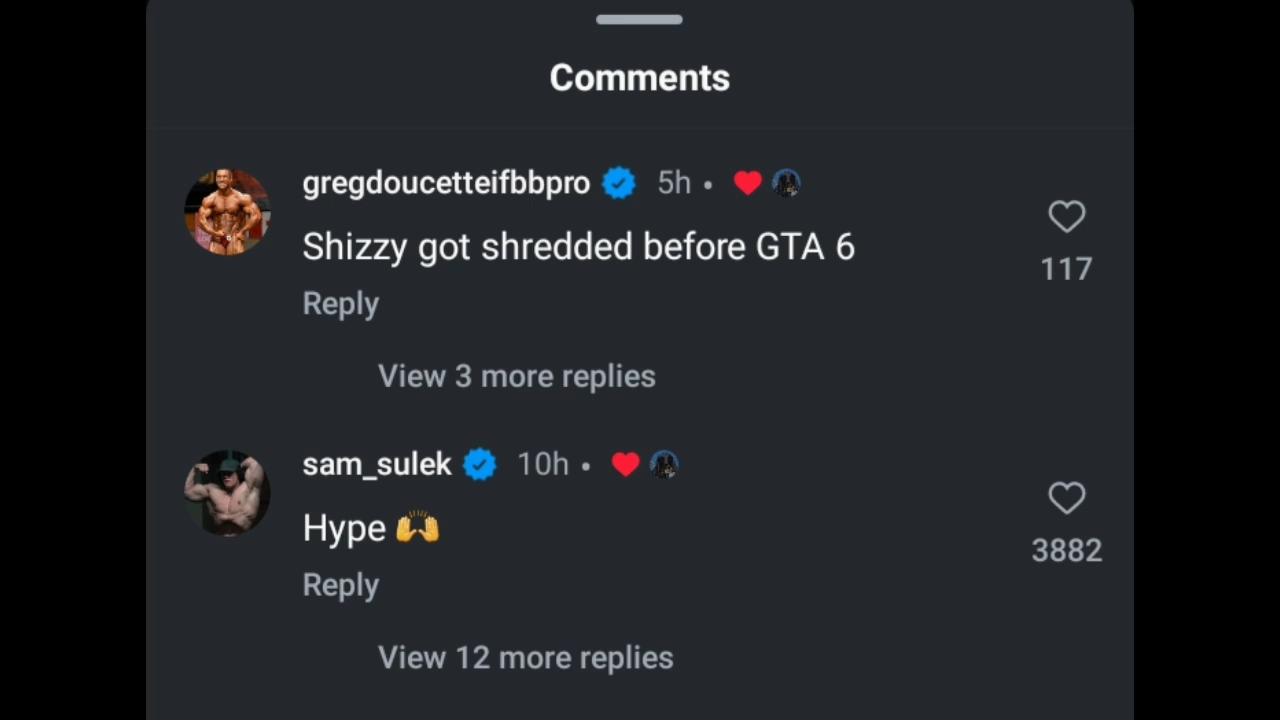 Comments
gregdoucetteifbbpro 5h •
Shizzy got shredded before GTA 6
117
Reply
View 3 more replies
sam_sulek 10h •
Hype 🙌
3882
Reply
View 12 more replies